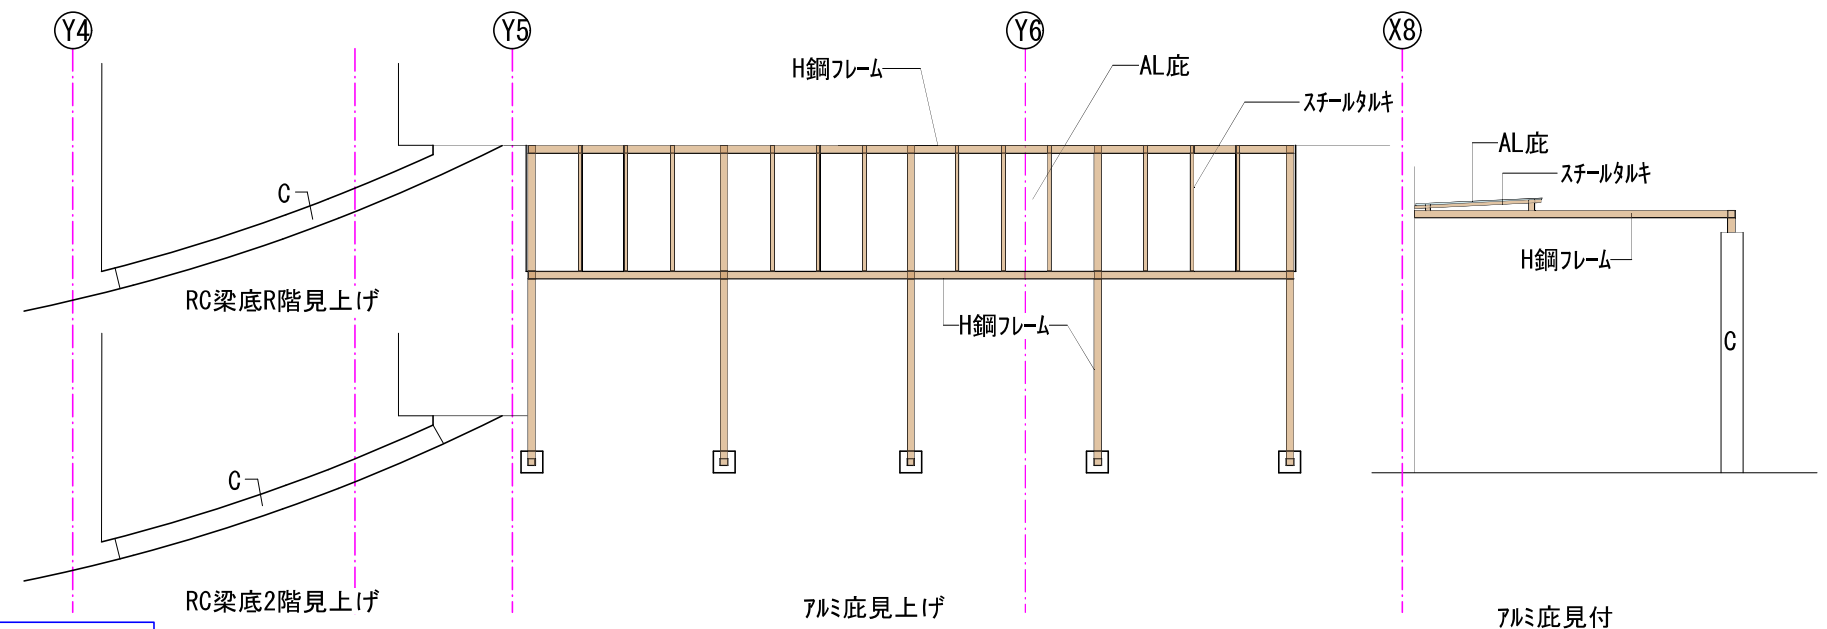 Y4
Y5
Y6
X8
H鋼フレーム
AL庇
スチールタルキ
AL庇
スチールタルキ
H鋼フレーム
C
RC梁底R階見上げ
H鋼フレーム
C
C
RC梁底2階見上げ
アルミ庇見上げ
アルミ庇見付